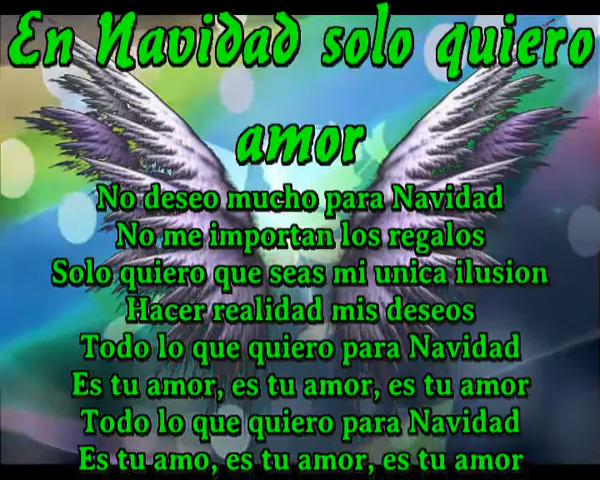 En Navidad solo quiero
amor
No deseo mucho para Navidad
No me importan los regalos
Solo quiero que seas mi unica ilusion
Hacer realidad mis deseos
Todo lo que quiero para Navidad
Es tu amor, es tu amor, es tu amor
Todo lo que quiero para Navidad
Es tu amo, es tu amor, es tu amor